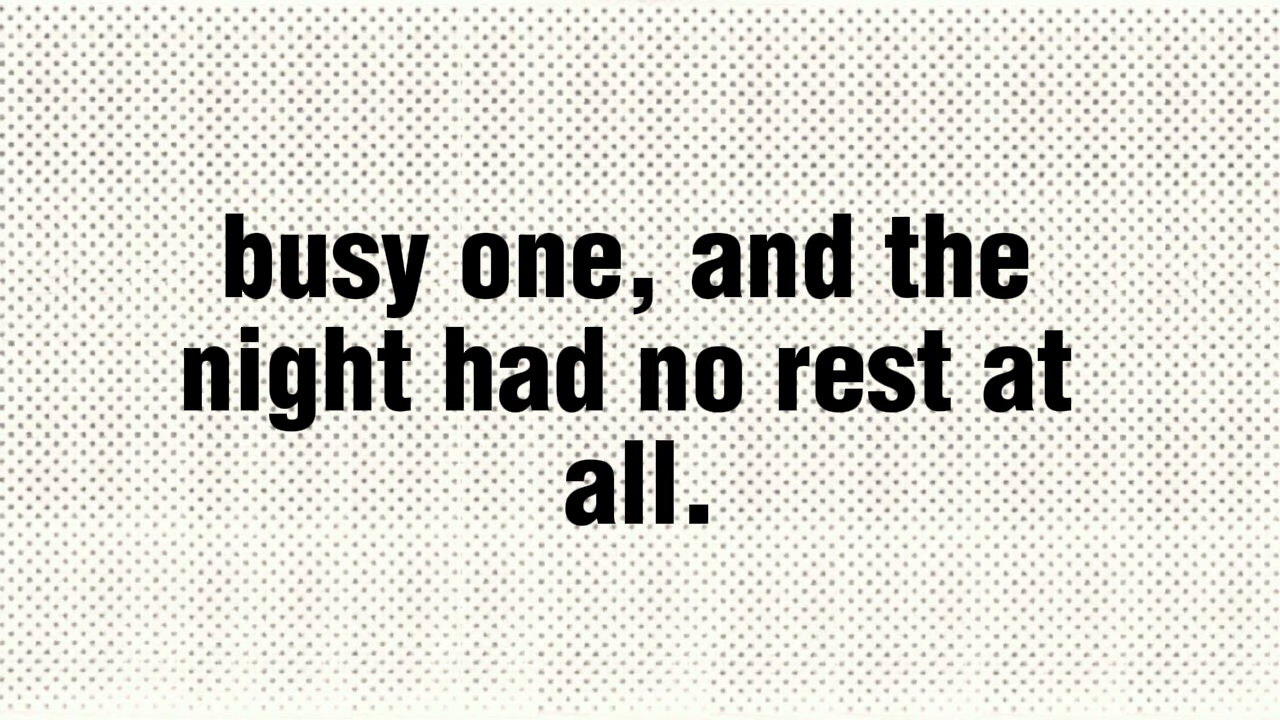 busy one, and the
night had no rest at
all.